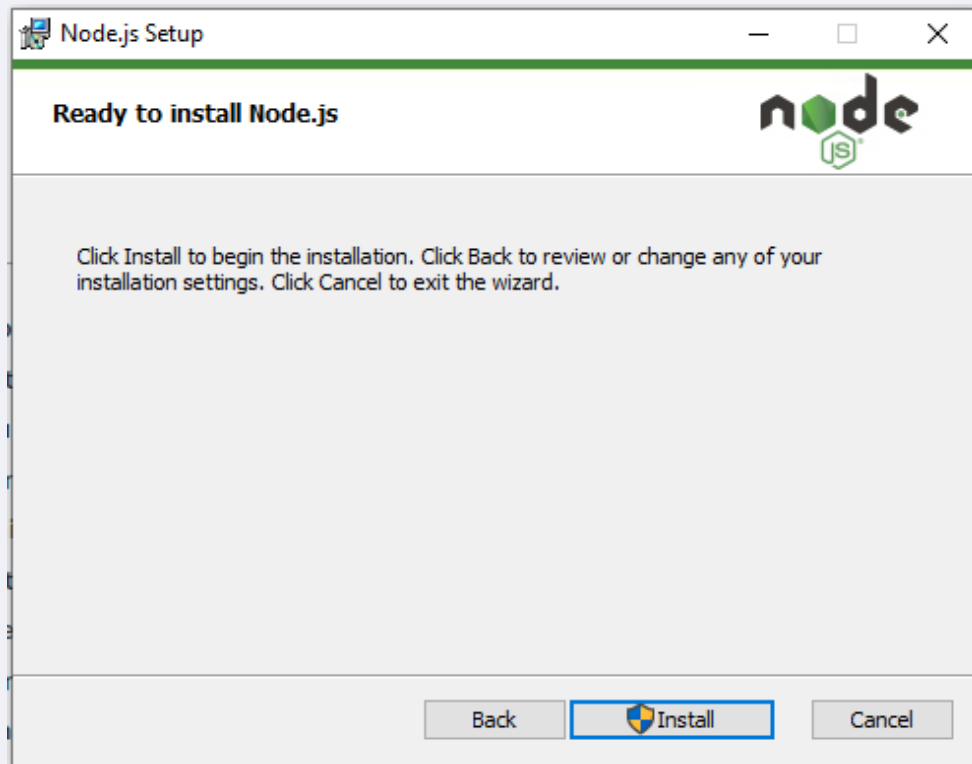 Node.js Setup
Ready to install Node.js
node
JS
Click Install to begin the installation. Click Back to review or change any of your
installation settings. Click Cancel to exit the wizard.
Back
Install
Cancel